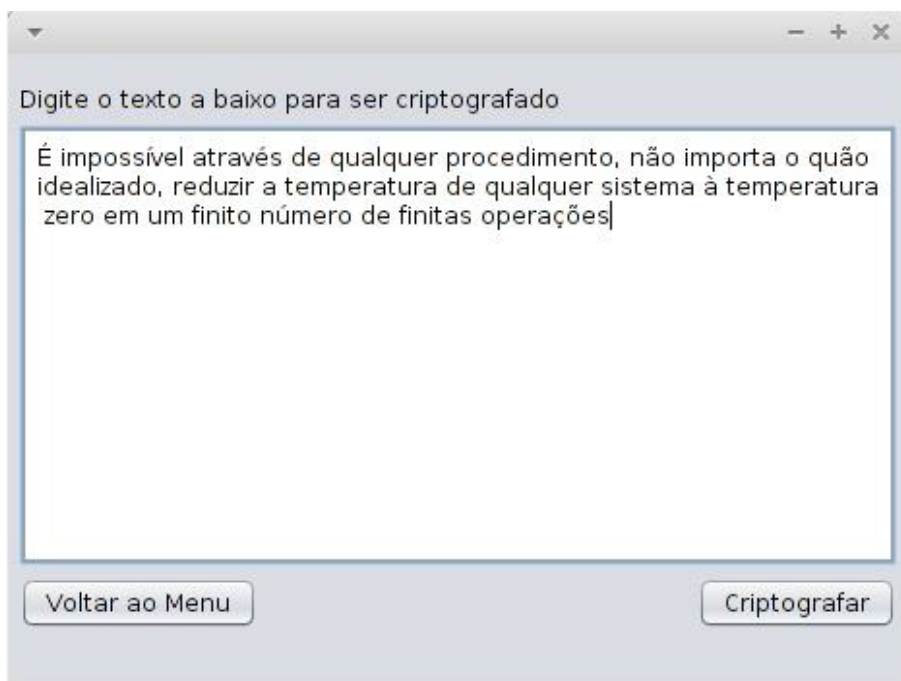 Digite o texto a baixo para ser criptografado
É impossível através de qualquer procedimento, não importa o quão
idealizado, reduzir a temperatura de qualquer sistema à temperatura
zero em um finito número de finitas operações
Voltar ao Menu
Criptografar